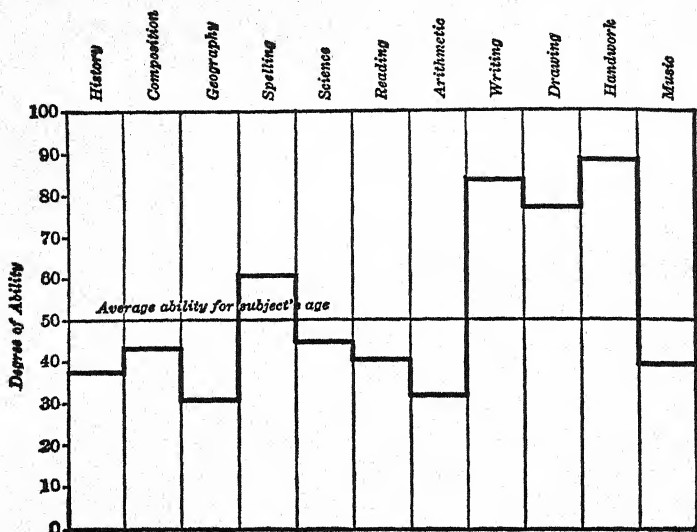 History
Composition
Geography
Spelling
Science
Reading
Arithmetic
Writing
Drawing
Handwork
Music
Degree of Ability
100
90
80
70
60
50
40
30
20
10
0
Average ability for subject's age